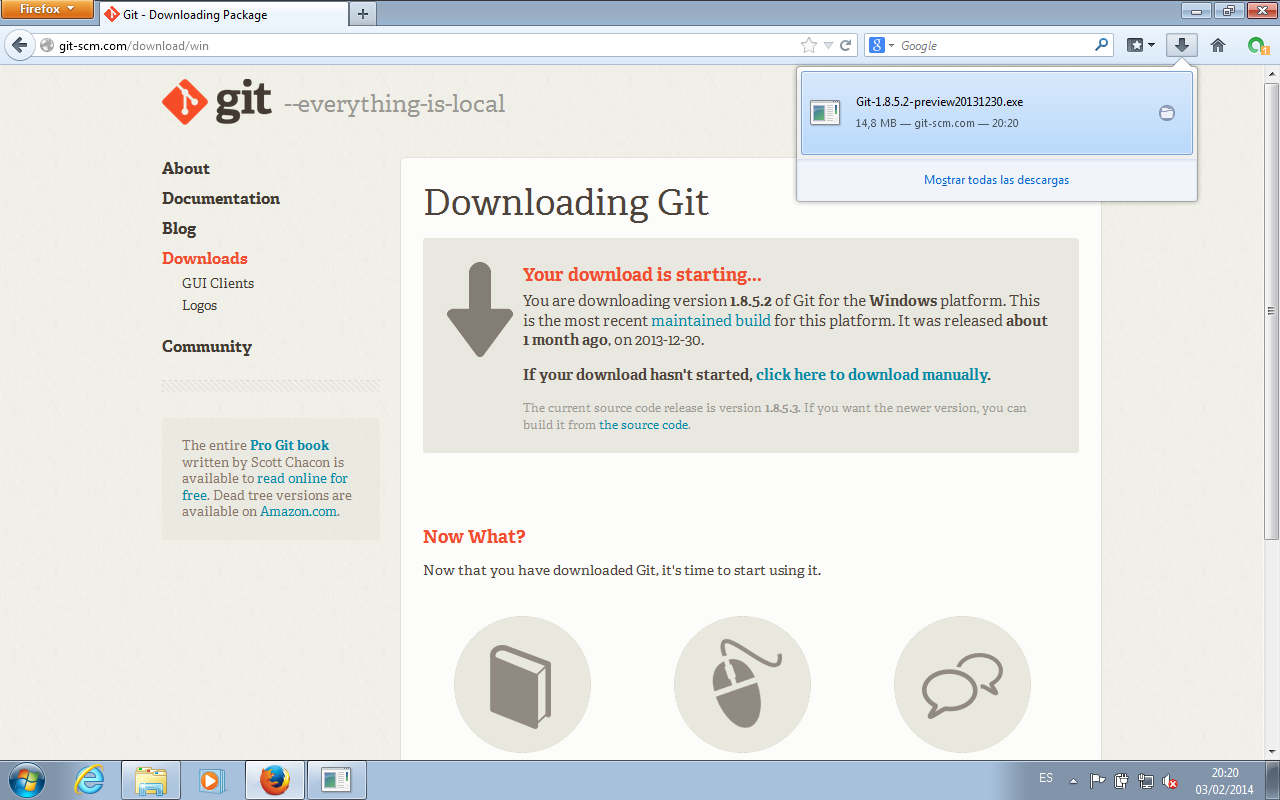 Firefox
Git - Downloading Package
git-scm.com/download/win
Google
1
git --everything-is-local
Git-1.8.5.2-preview20131230.exe
14,8 MB — git-scm.com — 20:20
Mostrar todas las descargas
About
Documentation
Blog
Downloads
GUI Clients
Logos
Community
The entire Pro Git book
written by Scott Chacon is
available to read online for
free. Dead tree versions are
available on Amazon.com.
Downloading Git
Your download is starting...
You are downloading version 1.8.5.2 of Git for the Windows platform. This
is the most recent maintained build for this platform. It was released about
1 month ago, on 2013-12-30.
If your download hasn't started, click here to download manually.
The current source code release is version 1.8.5.3. If you want the newer version, you can
build it from the source code.
Now What?
Now that you have downloaded Git, it's time to start using it.
ES
20:20
03/02/2014